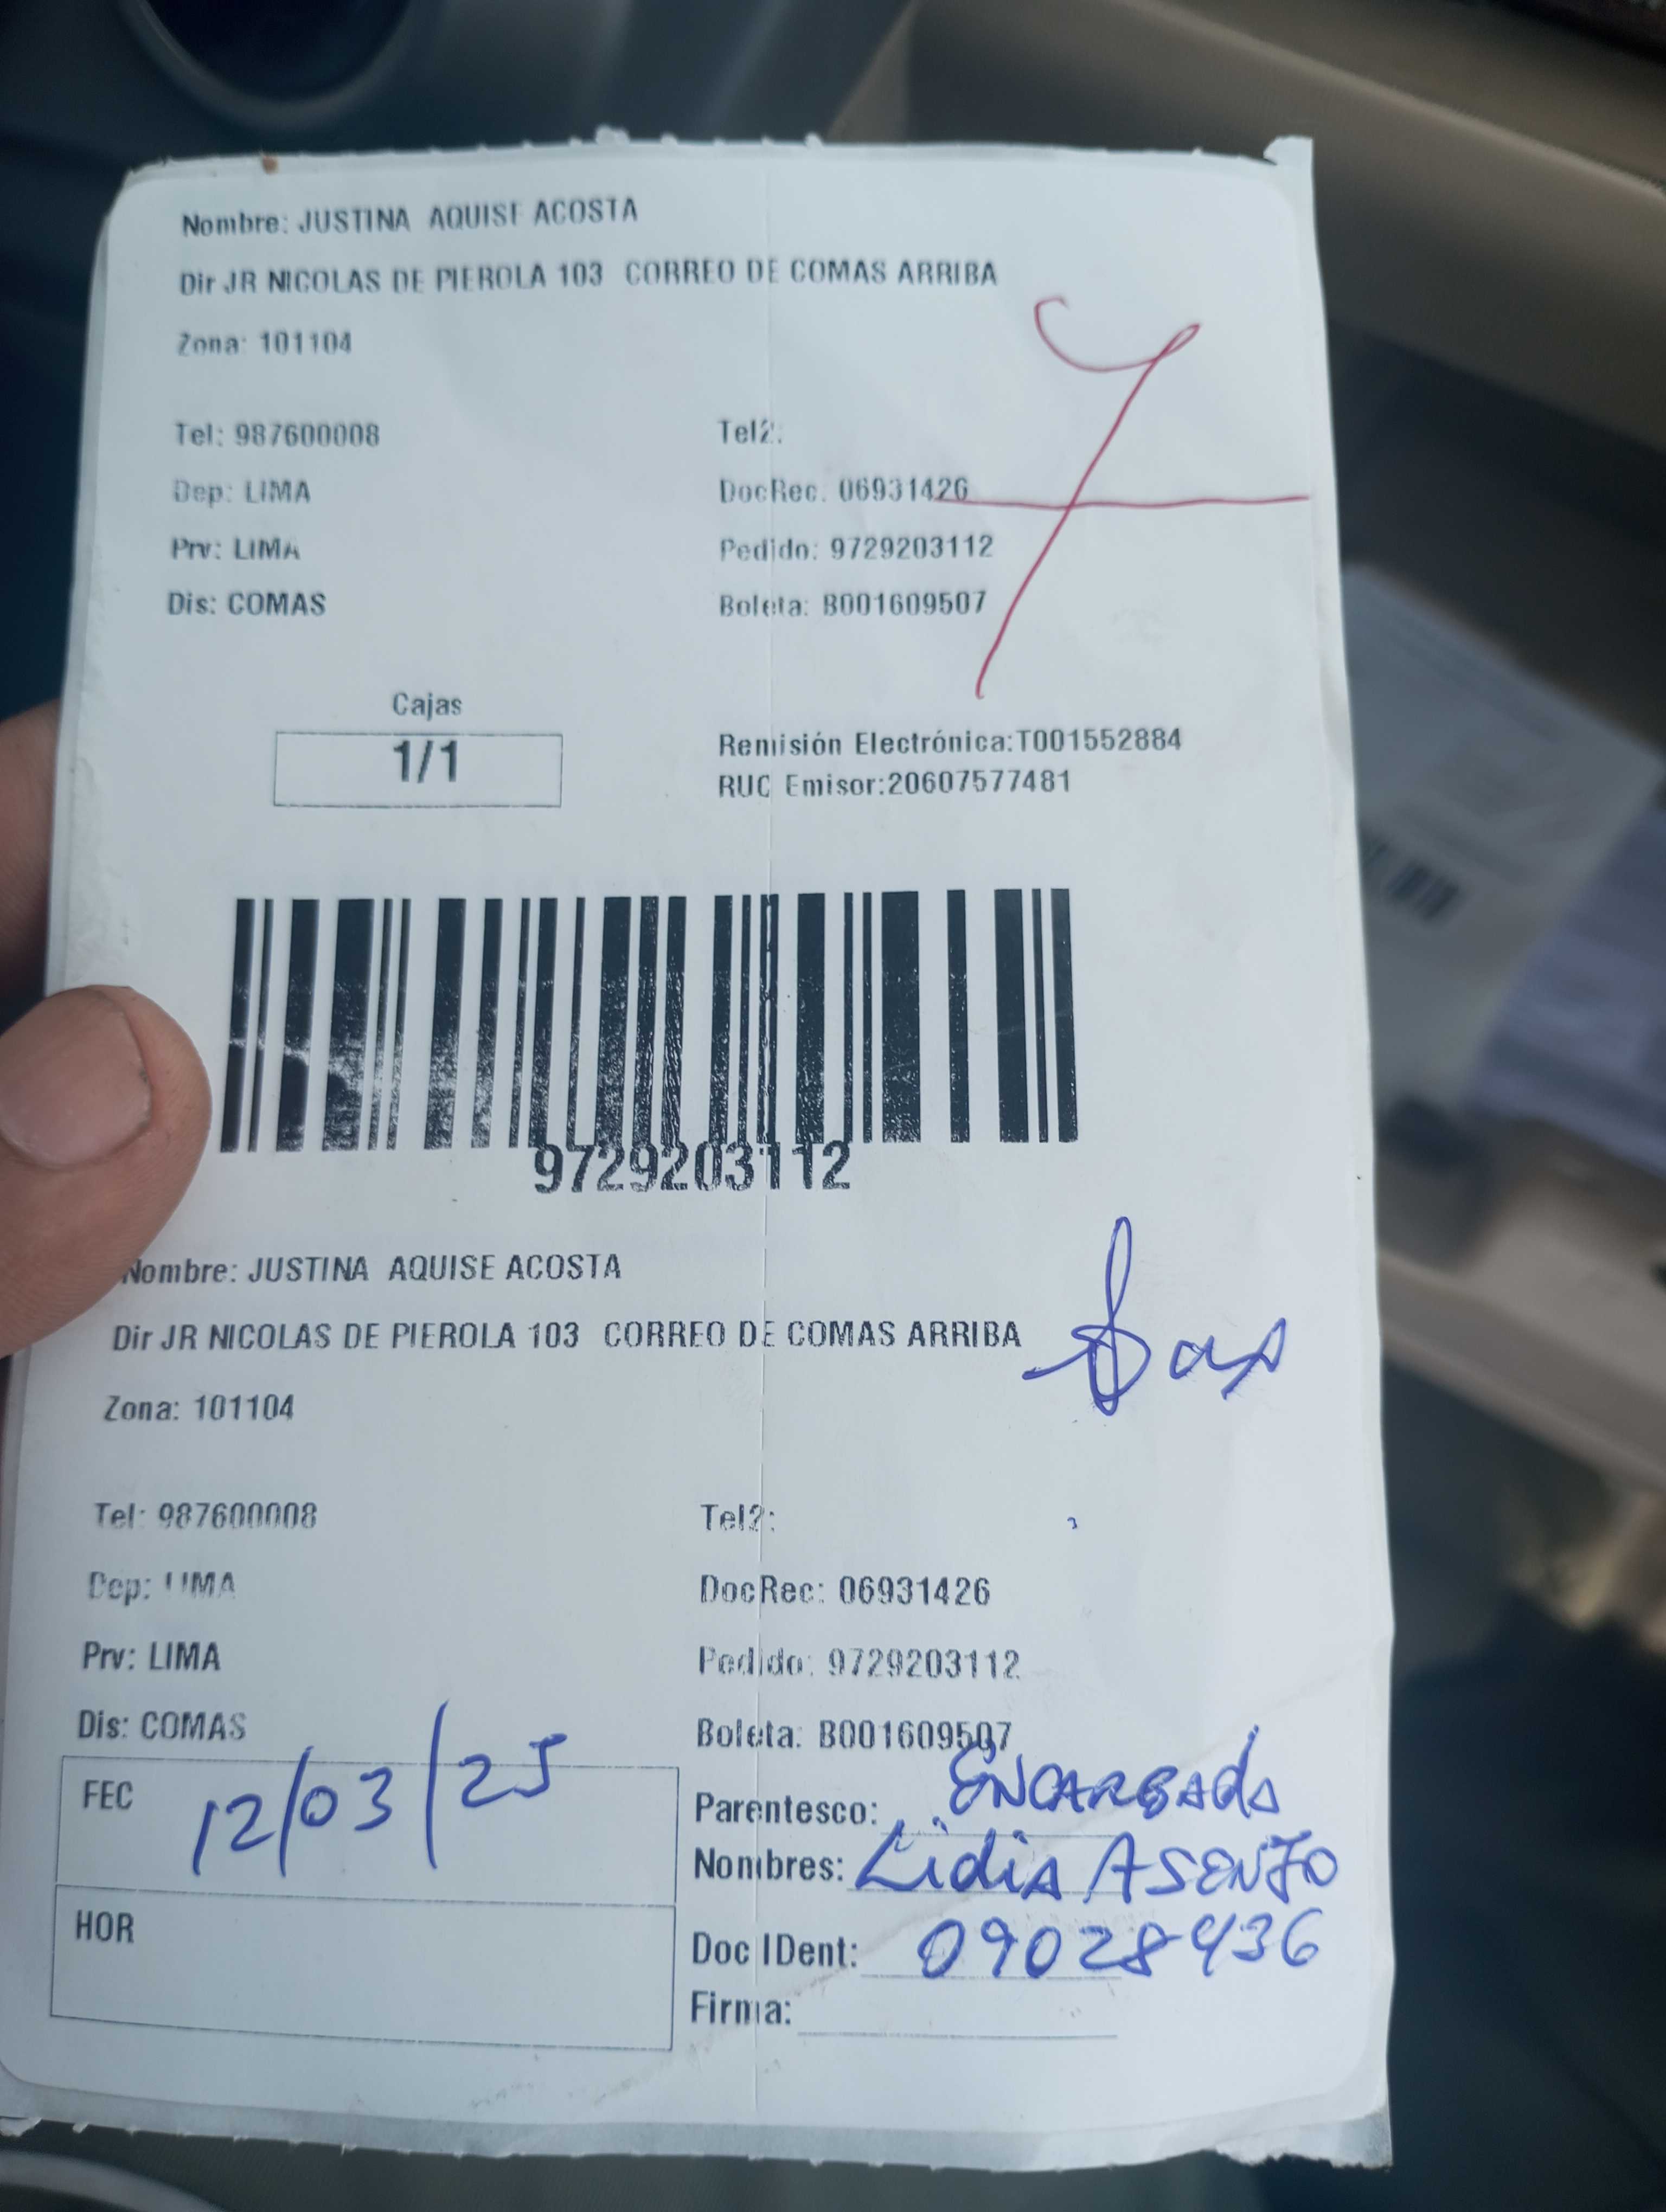 Nombre: JUSTINA AQUISE ACOSTA
Dir JR NICOLAS DE PIEROLA 103 CORREO DE COMAS ARRIBA
Zona: 101104
Tel: 987600008 Tel2:
Dep: LIMA DocRec: 06931426
Prv: LIMA Pedido: 9729203112
Dis: COMAS Boleta: B001609507
7
Cajas
1/1
Remisión Electrónica:T001552884
RUC Emisor:20607577481
9729203112
Nombre: JUSTINA AQUISE ACOSTA
Dir JR NICOLAS DE PIEROLA 103 CORREO DE COMAS ARRIBA
Zona: 101104
Tel: 987600008 Tel2:
Dep: LIMA DocRec: 06931426
Prv: LIMA Pedido: 9729203112
Dis: COMAS Boleta: B001609507
FEC 12/03/25
Parentesco: ENCARGADA
Nombres: Lidia ASENJO
HOR
Doc IDent: 09028436
Firma: